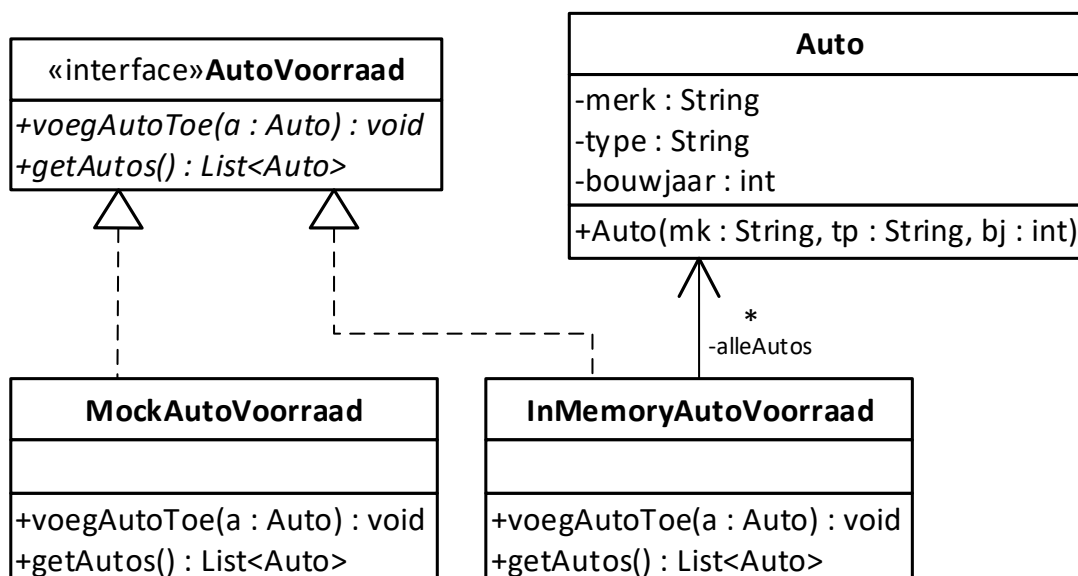 «interface»AutoVoorraad
+voegAutoToe(a : Auto) : void
+getAutos() : List<Auto>
Auto
-merk : String
-type : String
-bouwjaar : int
+Auto(mk : String, tp : String, bj : int)
*
-alleAutos
MockAutoVoorraad
+voegAutoToe(a : Auto) : void
+getAutos() : List<Auto>
InMemoryAutoVoorraad
+voegAutoToe(a : Auto) : void
+getAutos() : List<Auto>